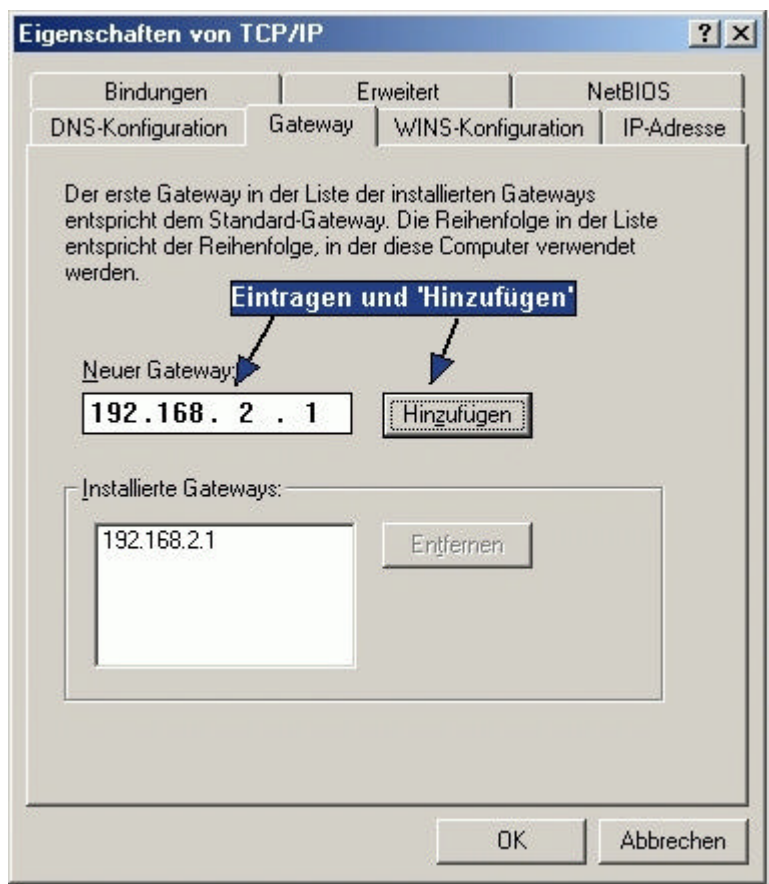 Eigenschaften von TCP/IP
Bindungen Erweitert NetBIOS
DNS-Konfiguration Gateway WINS-Konfiguration IP-Adresse
Der erste Gateway in der Liste der installierten Gateways
entspricht dem Standard-Gateway. Die Reihenfolge in der Liste
entspricht der Reihenfolge, in der diese Computer verwendet
werden.
Eintragen und 'Hinzufügen'
Neuer Gateway:
192.168. 2 . 1 Hinzufügen
Installierte Gateways:
192.168.2.1 Entfernen
OK Abbrechen